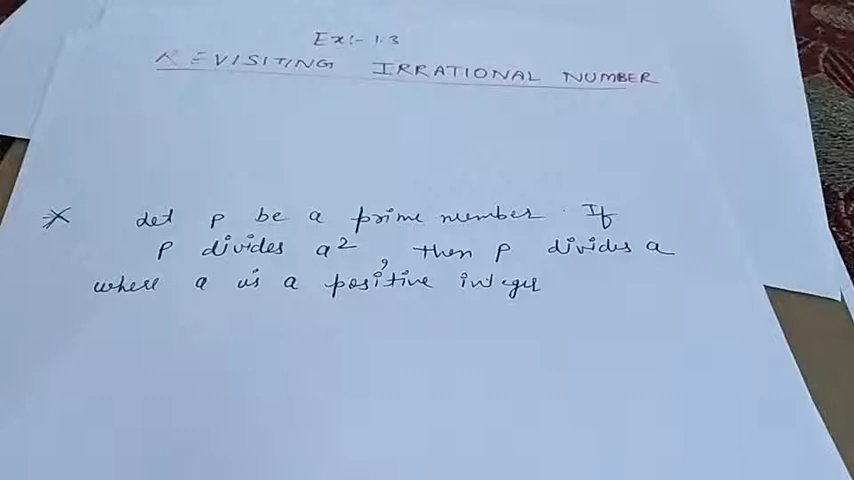 Ex:- 1.3
REVISITING IRRATIONAL NUMBER
Let p be a prime number. If
p divides a², then p divides a
where a is a positive integer